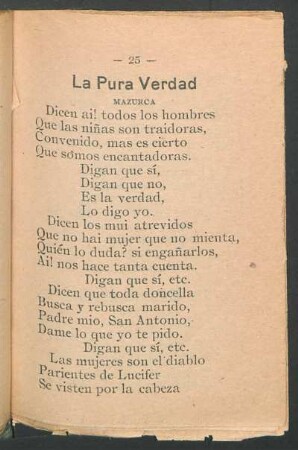 — 25 —
La Pura Verdad
MAZURCA
Dicen ai! todos los hombres
Que las niñas son traidoras,
Convenido, mas es cierto
Que somos encantadoras.
Digan que sí,
Digan que no,
Es la verdad,
Lo digo yo.
Dicen los mui atrevidos
Que no hai mujer que no mienta,
Quién lo duda? si engañarlos,
Ai! nos hace tanta cuenta.
Digan que sí, etc.
Dicen que toda doncella
Busca y rebusca marido,
Padre mio, San Antonio,
Dame lo que yo te pido.
Digan que sí, etc.
Las mujeres son el diablo
Parientes de Lucifer
Se visten por la cabeza